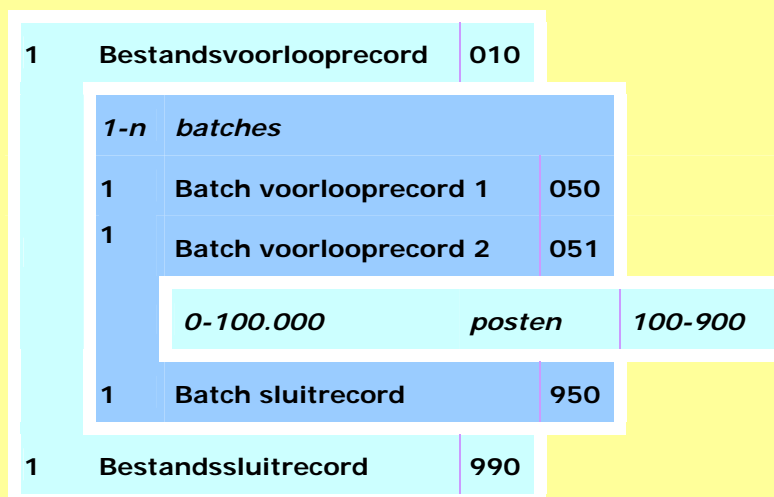 1 Bestandsvoorlooprecord 010
1-n batches
1 Batch voorlooprecord 1 050
1 Batch voorlooprecord 2 051
0-100.000 posten 100-900
1 Batch sluitrecord 950
1 Bestandssluitrecord 990